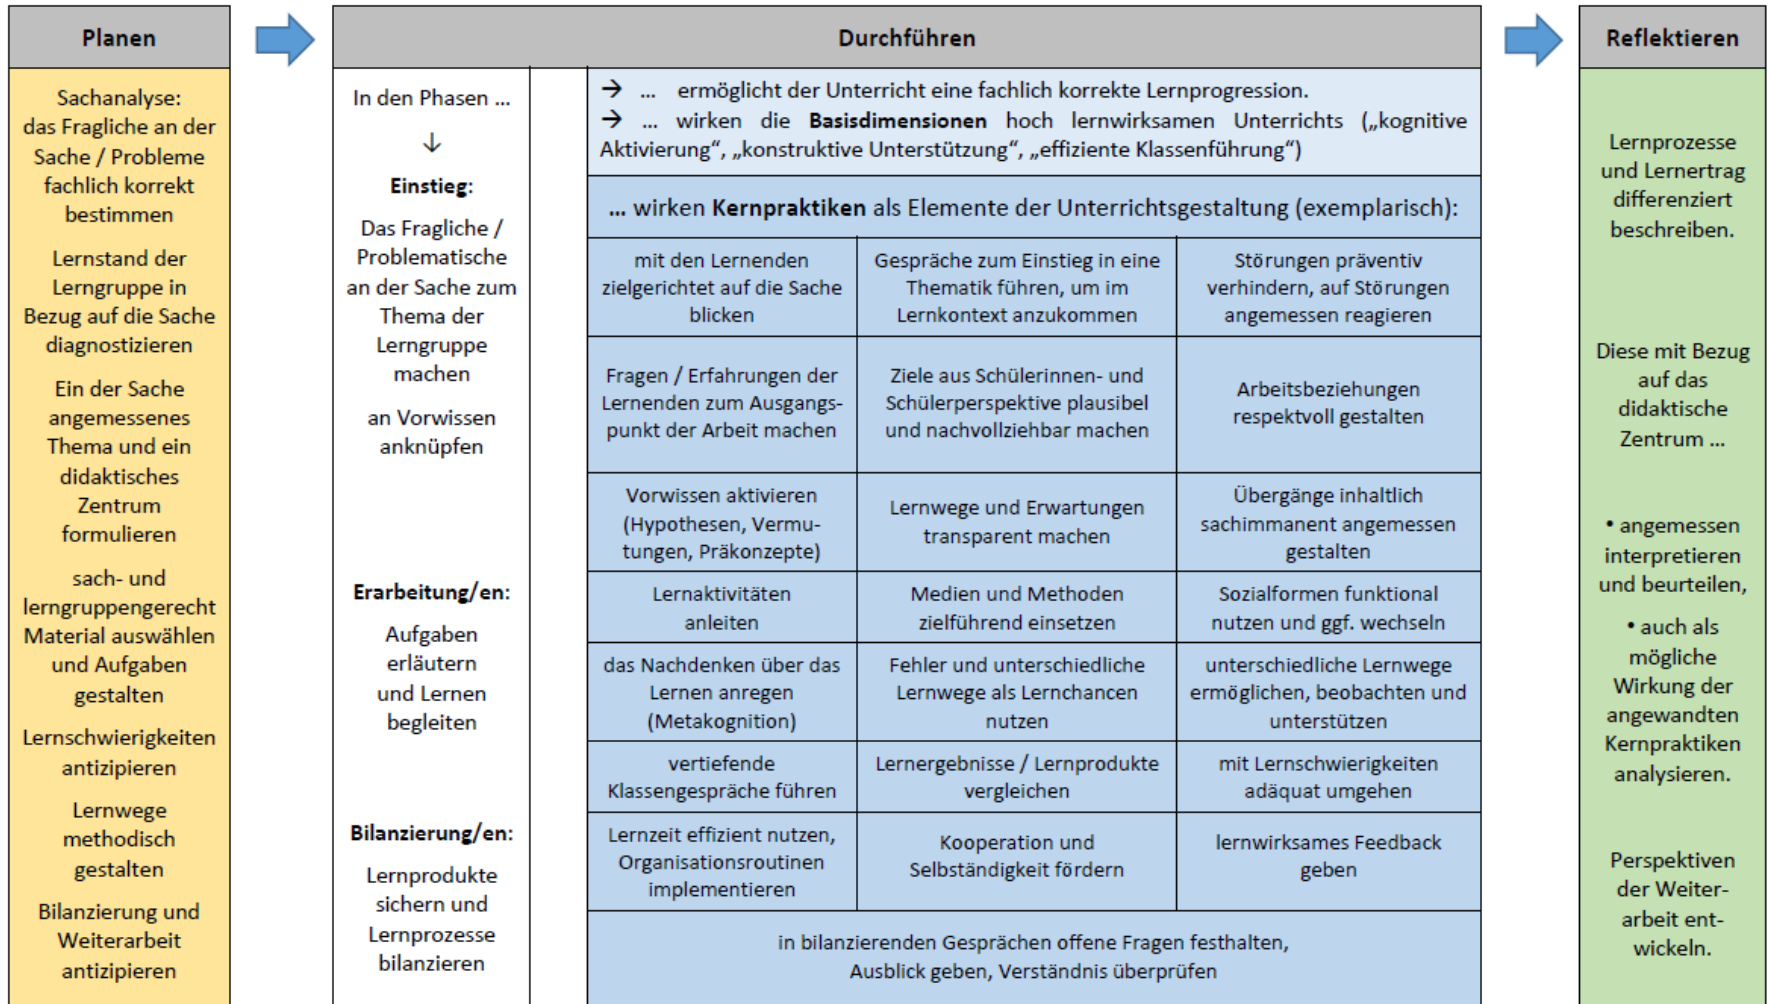 Planen
Sachanalyse:
das Fragliche an der
Sache / Probleme
fachlich korrekt
bestimmen
Lernstand der
Lerngruppe in
Bezug auf die Sache
diagnostizieren
Ein der Sache
angemessenes
Thema und ein
didaktisches
Zentrum
formulieren
sach- und
lerngruppengerecht
Material auswählen
und Aufgaben
gestalten
Lernschwierigkeiten
antizipieren
Lernwege
methodisch
gestalten
Bilanzierung und
Weiterarbeit
antizipieren
Durchführen
In den Phasen ...
↓
Einstieg:
Das Fragliche /
Problematische
an der Sache zum
Thema der
Lerngruppe
machen
an Vorwissen
anknüpfen
Erarbeitung/en:
Aufgaben
erläutern
und Lernen
begleiten
Bilanzierung/en:
Lernprodukte
sichern und
Lernprozesse
bilanzieren
→ ... ermöglicht der Unterricht eine fachlich korrekte Lernprogression.
→ ... wirken die Basisdimensionen hoch lernwirksamen Unterrichts („kognitive
Aktivierung“, „konstruktive Unterstützung“, „effiziente Klassenführung“)
... wirken Kernpraktiken als Elemente der Unterrichtsgestaltung (exemplarisch):
mit den Lernenden
zielgerichtet auf die Sache
blicken
Gespräche zum Einstieg in eine
Thematik führen, um im
Lernkontext anzukommen
Störungen präventiv
verhindern, auf Störungen
angemessen reagieren
Fragen / Erfahrungen der
Lernenden zum Ausgangs-
punkt der Arbeit machen
Ziele aus Schülerinnen- und
Schülerperspektive plausibel
und nachvollziehbar machen
Arbeitsbeziehungen
respektvoll gestalten
Vorwissen aktivieren
(Hypothesen, Vermu-
tungen, Präkonzepte)
Lernwege und Erwartungen
transparent machen
Übergänge inhaltlich
sachimmanent angemessen
gestalten
Lernaktivitäten
anleiten
Medien und Methoden
zielführend einsetzen
Sozialformen funktional
nutzen und ggf. wechseln
das Nachdenken über das
Lernen anregen
(Metakognition)
Fehler und unterschiedliche
Lernwege als Lernchancen
nutzen
unterschiedliche Lernwege
ermöglichen, beobachten und
unterstützen
vertiefende
Klassengespräche führen
Lernergebnisse / Lernprodukte
vergleichen
mit Lernschwierigkeiten
adäquat umgehen
Lernzeit effizient nutzen,
Organisationsroutinen
implementieren
Kooperation und
Selbständigkeit fördern
lernwirksames Feedback
geben
in bilanzierenden Gesprächen offene Fragen festhalten,
Ausblick geben, Verständnis überprüfen
Reflektieren
Lernprozesse
und Lernertrag
differenziert
beschreiben.
Diese mit Bezug
auf das
didaktische
Zentrum ...
• angemessen
interpretieren
und beurteilen,
• auch als
mögliche
Wirkung der
angewandten
Kernpraktiken
analysieren.
Perspektiven
der Weiter-
arbeit ent-
wickeln.